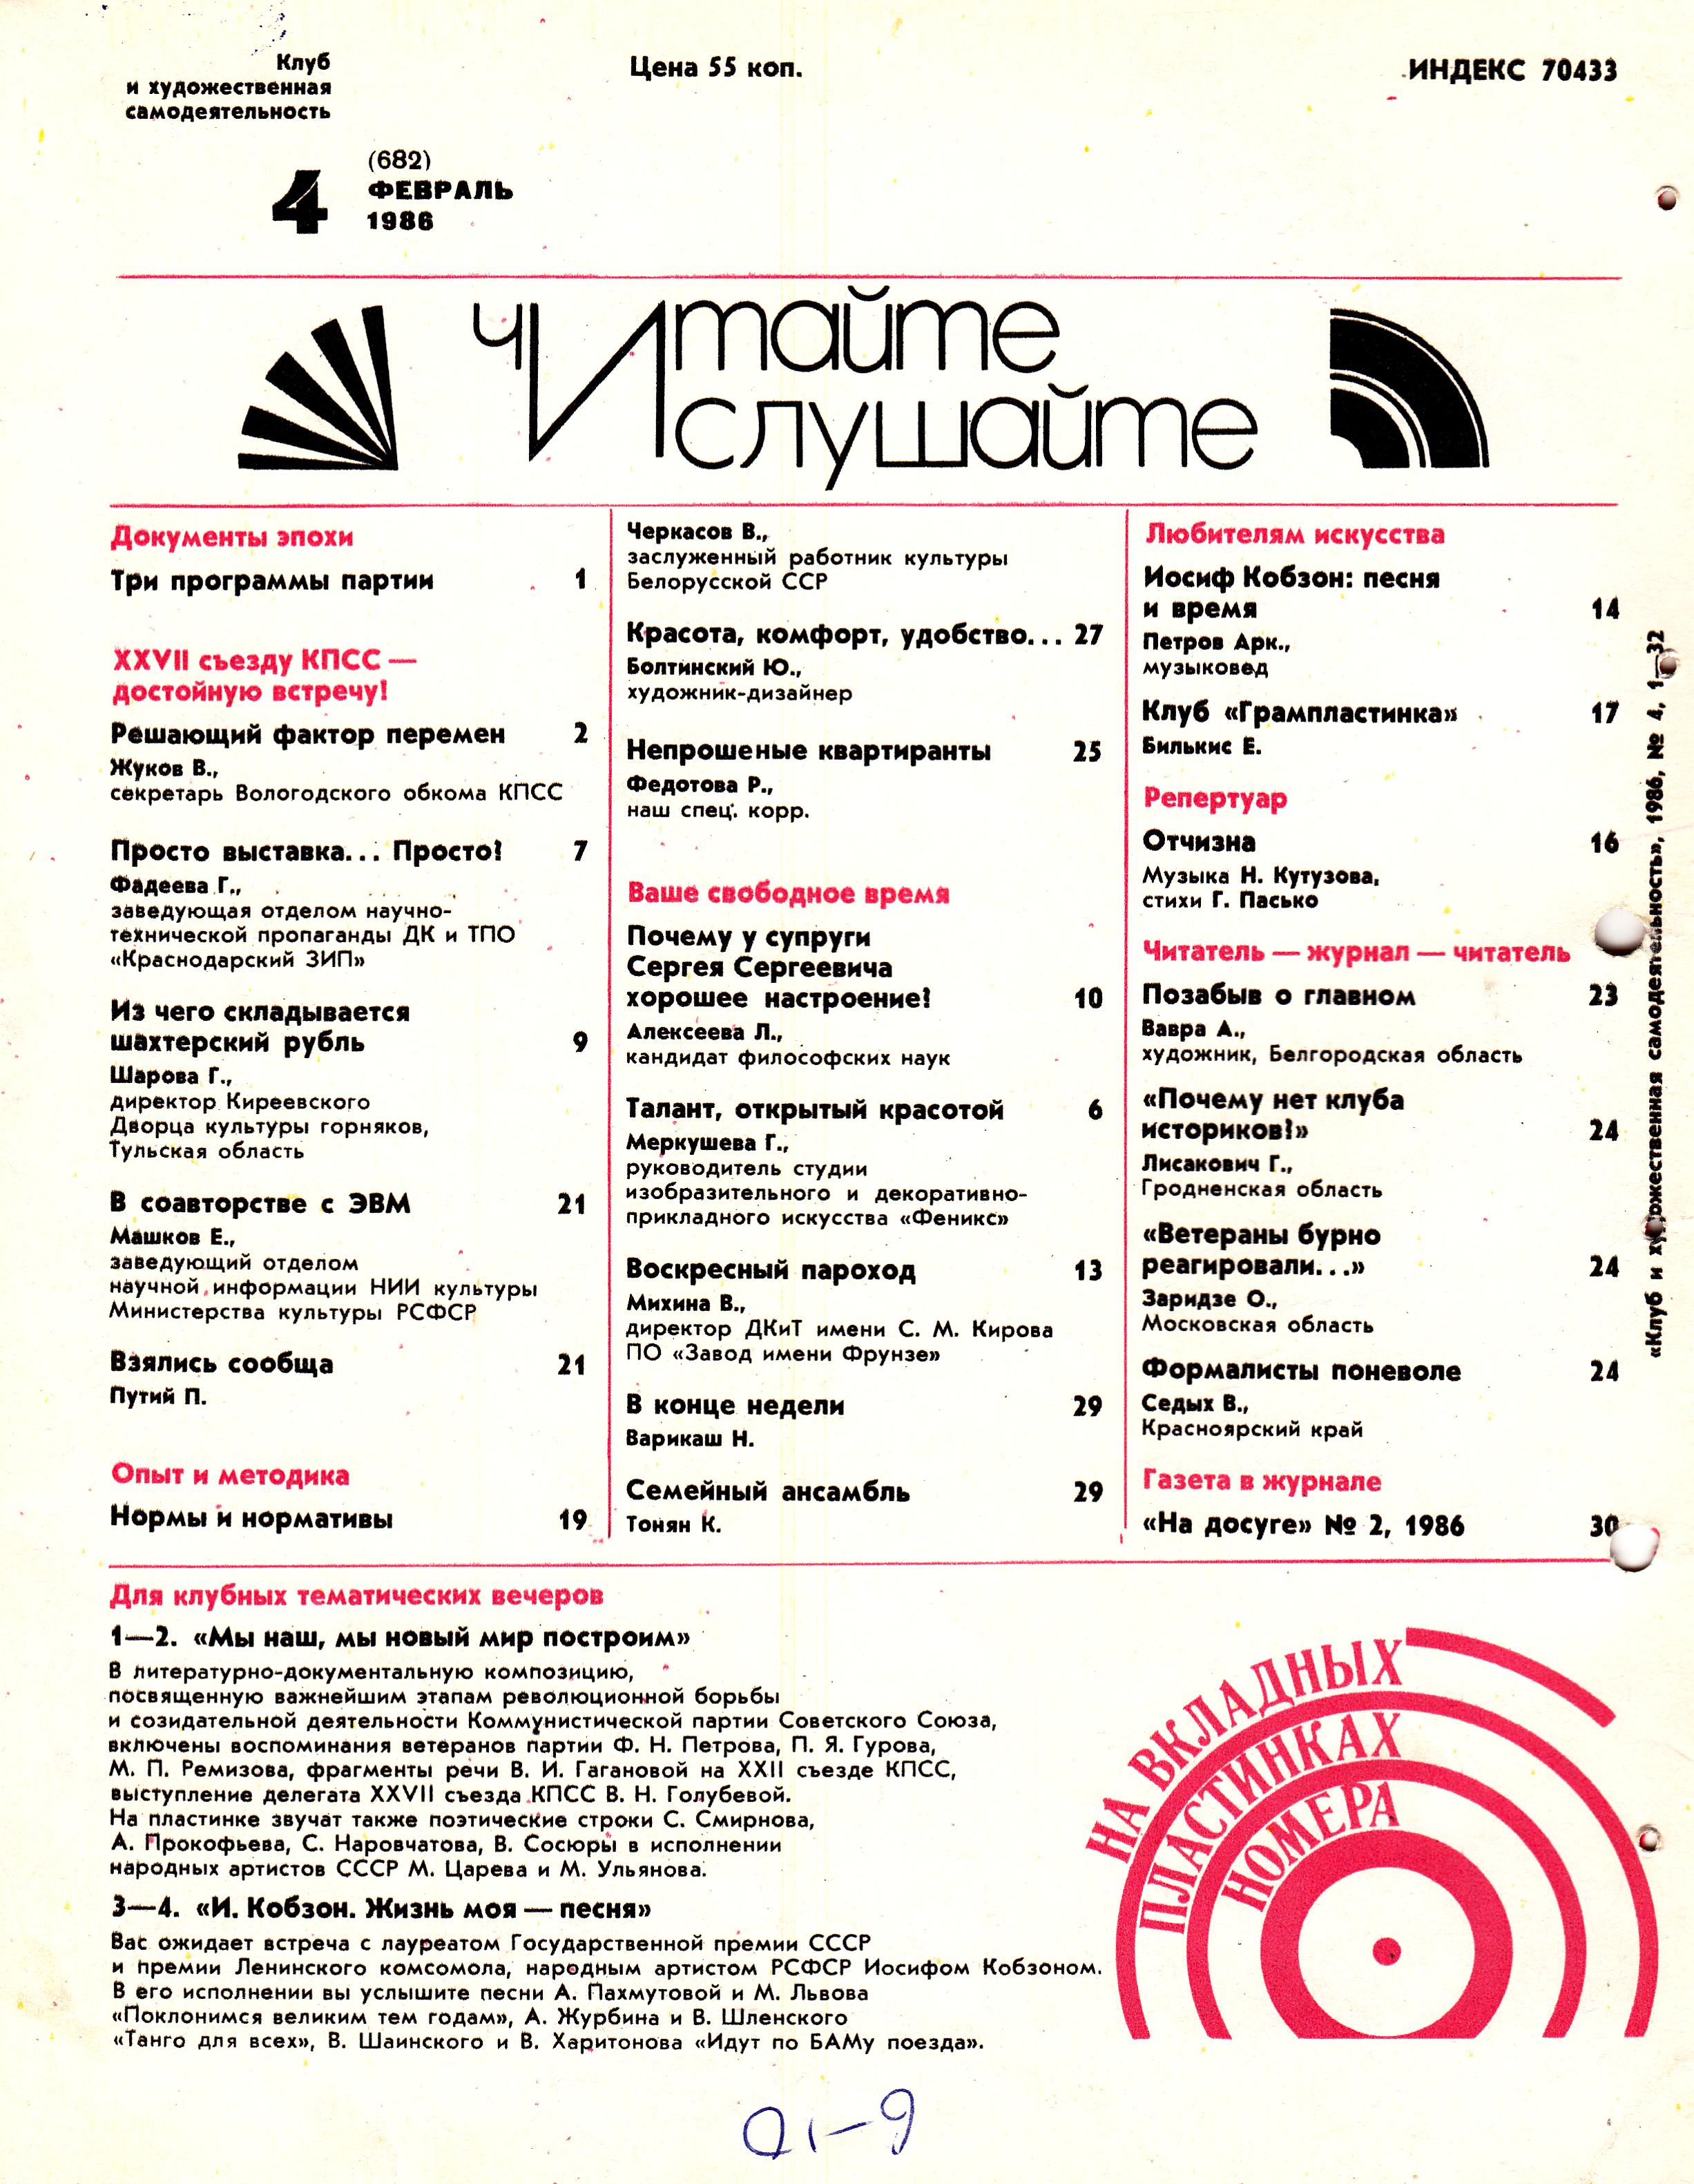 Клуб
и художественная
самодеятельность
Цена 55 коп.
ИНДЕКС 70433
4
(682)
ФЕВРАЛЬ
1986
Читайте
И слушайте
Документы эпохи
Три программы партии 1
XXVII съезду КПСС —
достойную встречу!
Решающий фактор перемен 2
Жуков В.,
секретарь Вологодского обкома КПСС
Просто выставка... Просто? 7
Фадеева Г.,
заведующая отделом научно-
технической пропаганды ДК и ТПО
«Краснодарский ЗИП»
Из чего складывается
шахтерский рубль 9
Шарова Г.,
директор Киреевского
Дворца культуры горняков,
Тульская область
В соавторстве с ЭВМ 21
Машков Е.,
заведующий отделом
научной информации НИИ культуры
Министерства культуры РСФСР
Взялись сообща 21
Путий П.
Опыт и методика
Нормы и нормативы 19
Черкасов В.,
заслуженный работник культуры
Белорусской ССР
Красота, комфорт, удобство... 27
Болтинский Ю.,
художник-дизайнер
Непрошеные квартиранты 25
Федотова Р.,
наш спец. корр.
Ваше свободное время
Почему у супруги
Сергея Сергеевича
хорошее настроение? 10
Алексеева Л.,
кандидат философских наук
Талант, открытый красотой 6
Меркушева Г.,
руководитель студии
изобразительного и декоративно-
прикладного искусства «Феникс»
Воскресный пароход 13
Михина В.,
директор ДКиТ имени С. М. Кирова
ПО «Завод имени Фрунзе»
В конце недели 29
Варикаш Н.
Семейный ансамбль 29
Тонян К.
Любителям искусства
Иосиф Кобзон: песня
и время 14
Петров Арк.,
музыковед
Клуб «Грампластинка» 17
Билькис Е.
Репертуар
Отчизна 16
Музыка Н. Кутузова,
стихи Г. Пасько
Читатель — журнал — читатель
Позабыв о главном 23
Вавра А.,
художник, Белгородская область
«Почему нет клуба
историков?» 24
Лисакович Г.,
Гродненская область
«Ветераны бурно
реагировали...» 24
Заридзе О.,
Московская область
Формалисты поневоле 24
Седых В.,
Красноярский край
Газета в журнале
«На досуге» № 2, 1986 30
«Клуб и художественная самодеятельность», 1986, № 4, 1—32
Для клубных тематических вечеров
1—2. «Мы наш, мы новый мир построим»
В литературно-документальную композицию,
посвященную важнейшим этапам революционной борьбы
и созидательной деятельности Коммунистической партии Советского Союза,
включены воспоминания ветеранов партии Ф. Н. Петрова, П. Я. Гурова,
М. П. Ремизова, фрагменты речи В. И. Гагановой на XXII съезде КПСС,
выступление делегата XXVII съезда КПСС В. Н. Голубевой.
На пластинке звучат также поэтические строки С. Смирнова,
А. Прокофьева, С. Наровчатова, В. Сосюры в исполнении
народных артистов СССР М. Царева и М. Ульянова.
3—4. «И. Кобзон. Жизнь моя — песня»
Вас ожидает встреча с лауреатом Государственной премии СССР
и премии Ленинского комсомола, народным артистом РСФСР Иосифом Кобзоном.
В его исполнении вы услышите песни А. Пахмутовой и М. Львова
«Поклонимся великим тем годам», А. Журбина и В. Шленского
«Танго для всех», В. Шаинского и В. Харитонова «Идут по БАМу поезда».
НА ВКЛАДНЫХ
ПЛАСТИНКАХ
НОМЕРА